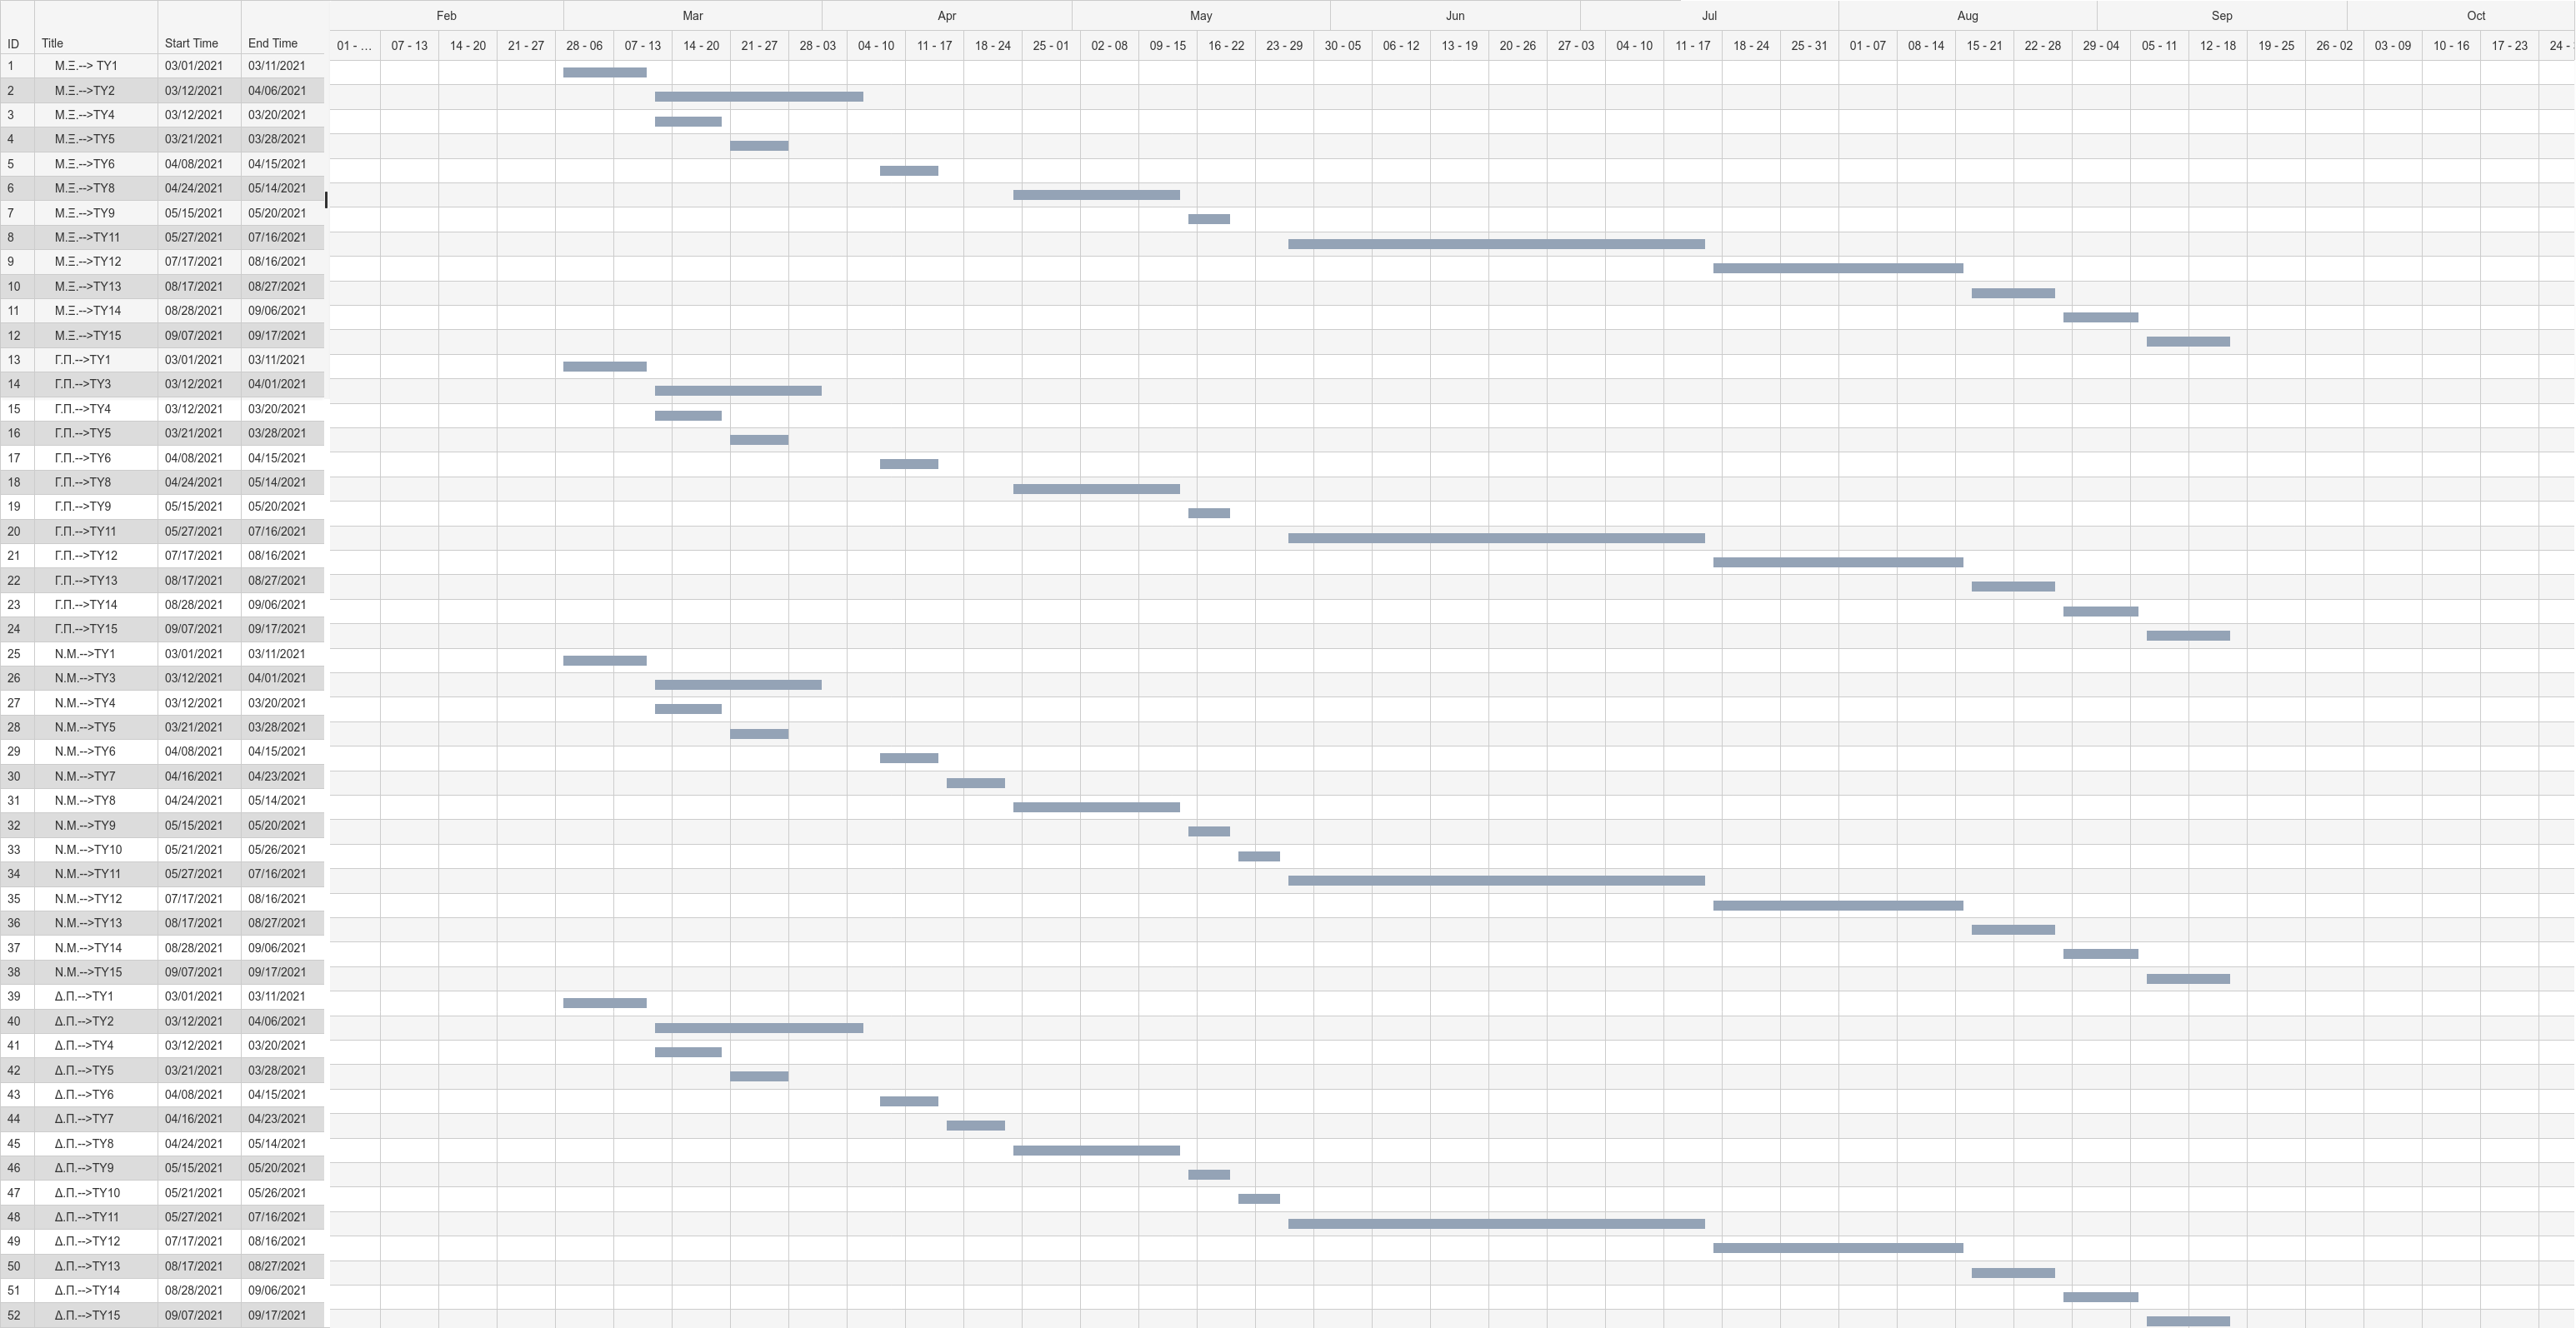 Feb Mar Apr May Jun Jul Aug Sep Oct
ID Title Start Time End Time 01 - ... 07 - 13 14 - 20 21 - 27 28 - 06 07 - 13 14 - 20 21 - 27 28 - 03 04 - 10 11 - 17 18 - 24 25 - 01 02 - 08 09 - 15 16 - 22 23 - 29 30 - 05 06 - 12 13 - 19 20 - 26 27 - 03 04 - 10 11 - 17 18 - 24 25 - 31 01 - 07 08 - 14 15 - 21 22 - 28 29 - 04 05 - 11 12 - 18 19 - 25 26 - 02 03 - 09 10 - 16 17 - 23 24 -
1 Μ.Ξ.--> ΤΥ1 03/01/2021 03/11/2021
2 Μ.Ξ.-->ΤΥ2 03/12/2021 04/06/2021
3 Μ.Ξ.-->ΤΥ4 03/12/2021 03/20/2021
4 Μ.Ξ.-->ΤΥ5 03/21/2021 03/28/2021
5 Μ.Ξ.-->ΤΥ6 04/08/2021 04/15/2021
6 Μ.Ξ.-->ΤΥ8 04/24/2021 05/14/2021
7 Μ.Ξ.-->ΤΥ9 05/15/2021 05/20/2021
8 Μ.Ξ.-->ΤΥ11 05/27/2021 07/16/2021
9 Μ.Ξ.-->ΤΥ12 07/17/2021 08/16/2021
10 Μ.Ξ.-->ΤΥ13 08/17/2021 08/27/2021
11 Μ.Ξ.-->ΤΥ14 08/28/2021 09/06/2021
12 Μ.Ξ.-->ΤΥ15 09/07/2021 09/17/2021
13 Γ.Π.-->ΤΥ1 03/01/2021 03/11/2021
14 Γ.Π.-->ΤΥ3 03/12/2021 04/01/2021
15 Γ.Π.-->ΤΥ4 03/12/2021 03/20/2021
16 Γ.Π.-->ΤΥ5 03/21/2021 03/28/2021
17 Γ.Π.-->ΤΥ6 04/08/2021 04/15/2021
18 Γ.Π.-->ΤΥ8 04/24/2021 05/14/2021
19 Γ.Π.-->ΤΥ9 05/15/2021 05/20/2021
20 Γ.Π.-->ΤΥ11 05/27/2021 07/16/2021
21 Γ.Π.-->ΤΥ12 07/17/2021 08/16/2021
22 Γ.Π.-->ΤΥ13 08/17/2021 08/27/2021
23 Γ.Π.-->ΤΥ14 08/28/2021 09/06/2021
24 Γ.Π.-->ΤΥ15 09/07/2021 09/17/2021
25 Ν.Μ.-->ΤΥ1 03/01/2021 03/11/2021
26 Ν.Μ.-->ΤΥ3 03/12/2021 04/01/2021
27 Ν.Μ.-->ΤΥ4 03/12/2021 03/20/2021
28 Ν.Μ.-->ΤΥ5 03/21/2021 03/28/2021
29 Ν.Μ.-->ΤΥ6 04/08/2021 04/15/2021
30 Ν.Μ.-->ΤΥ7 04/16/2021 04/23/2021
31 Ν.Μ.-->ΤΥ8 04/24/2021 05/14/2021
32 Ν.Μ.-->ΤΥ9 05/15/2021 05/20/2021
33 Ν.Μ.-->ΤΥ10 05/21/2021 05/26/2021
34 Ν.Μ.-->ΤΥ11 05/27/2021 07/16/2021
35 Ν.Μ.-->ΤΥ12 07/17/2021 08/16/2021
36 Ν.Μ.-->ΤΥ13 08/17/2021 08/27/2021
37 Ν.Μ.-->ΤΥ14 08/28/2021 09/06/2021
38 Ν.Μ.-->ΤΥ15 09/07/2021 09/17/2021
39 Δ.Π.-->ΤΥ1 03/01/2021 03/11/2021
40 Δ.Π.-->ΤΥ2 03/12/2021 04/06/2021
41 Δ.Π.-->ΤΥ4 03/12/2021 03/20/2021
42 Δ.Π.-->ΤΥ5 03/21/2021 03/28/2021
43 Δ.Π.-->ΤΥ6 04/08/2021 04/15/2021
44 Δ.Π.-->ΤΥ7 04/16/2021 04/23/2021
45 Δ.Π.-->ΤΥ8 04/24/2021 05/14/2021
46 Δ.Π.-->ΤΥ9 05/15/2021 05/20/2021
47 Δ.Π.-->ΤΥ10 05/21/2021 05/26/2021
48 Δ.Π.-->ΤΥ11 05/27/2021 07/16/2021
49 Δ.Π.-->ΤΥ12 07/17/2021 08/16/2021
50 Δ.Π.-->ΤΥ13 08/17/2021 08/27/2021
51 Δ.Π.-->ΤΥ14 08/28/2021 09/06/2021
52 Δ.Π.-->ΤΥ15 09/07/2021 09/17/2021